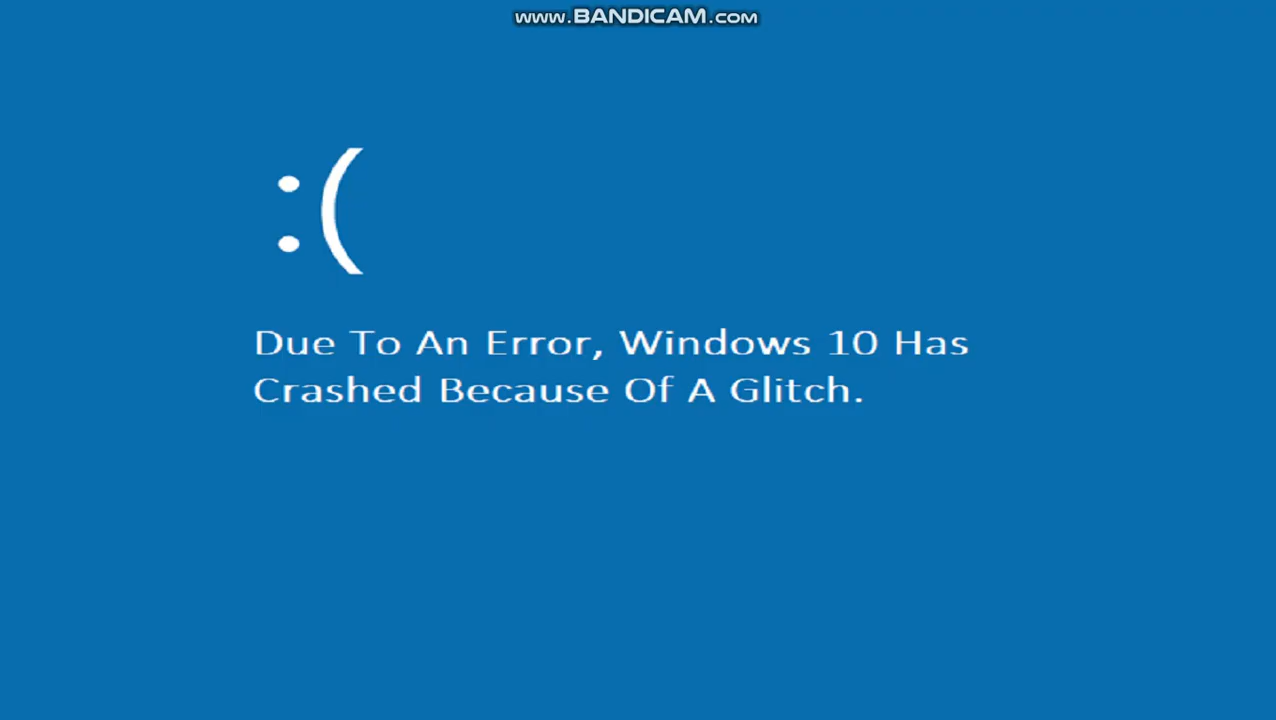 www.BANDICAM.com
:(
Due To An Error, Windows 10 Has
Crashed Because Of A Glitch.